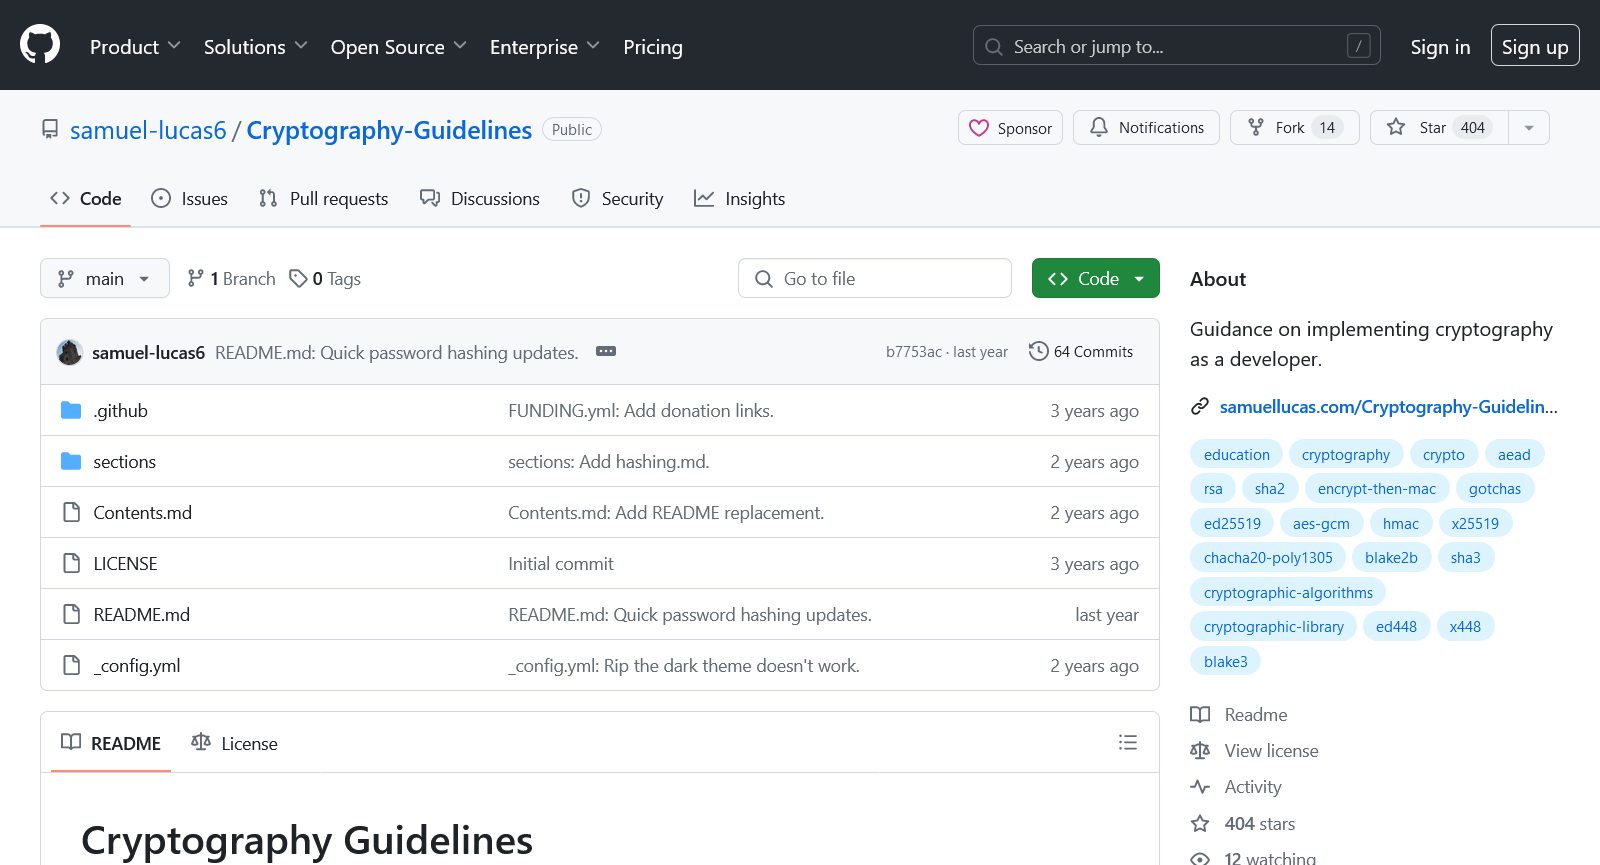 Product Solutions Open Source Enterprise Pricing Search or jump to... / Sign in Sign up
samuel-lucas6 / Cryptography-Guidelines Public Sponsor Notifications Fork 14 Star 404
Code Issues Pull requests Discussions Security Insights
main 1 Branch 0 Tags Go to file Code
samuel-lucas6 README.md: Quick password hashing updates. b7753ac · last year 64 Commits
.github FUNDING.yml: Add donation links. 3 years ago
sections sections: Add hashing.md. 2 years ago
Contents.md Contents.md: Add README replacement. 2 years ago
LICENSE Initial commit 3 years ago
README.md README.md: Quick password hashing updates. last year
_config.yml _config.yml: Rip the dark theme doesn't work. 2 years ago
README License
Cryptography Guidelines
About
Guidance on implementing cryptography
as a developer.
samuellucas.com/Cryptography-Guidelin...
education cryptography crypto aead
rsa sha2 encrypt-then-mac gotchas
ed25519 aes-gcm hmac x25519
chacha20-poly1305 blake2b sha3
cryptographic-algorithms
cryptographic-library ed448 x448
blake3
Readme
View license
Activity
404 stars
12 watching